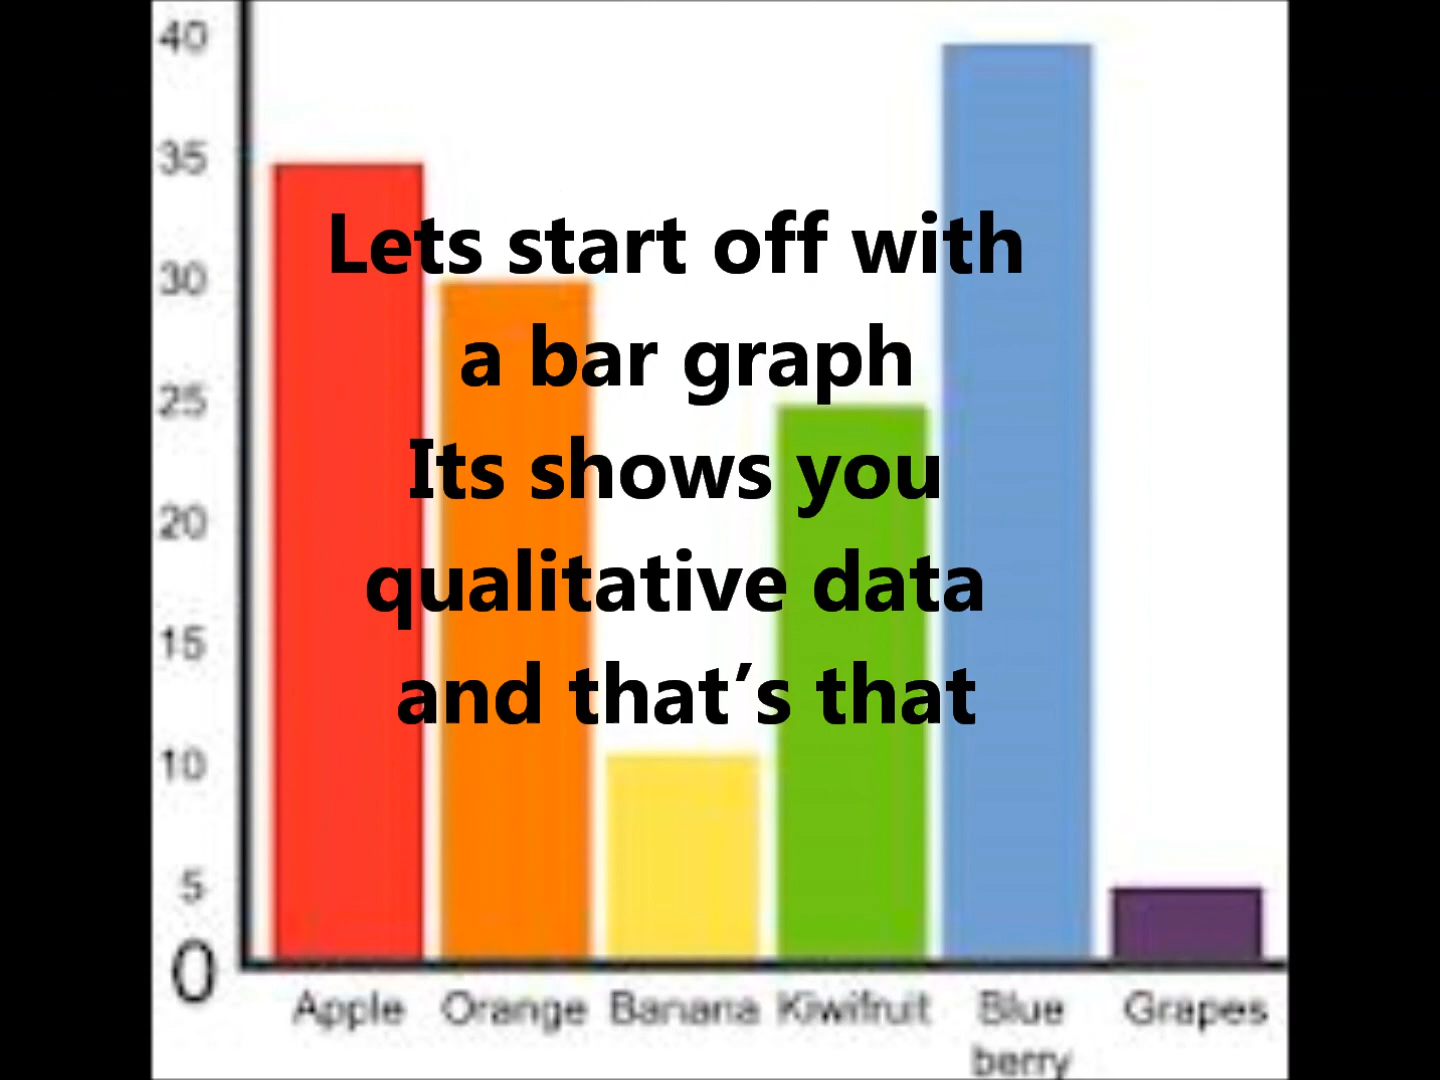 40
35
30
25
20
15
10
5
0
Lets start off with
a bar graph
Its shows you
qualitative data
and that’s that
Apple Orange Banana Kiwifruit Blue Grapes
berry